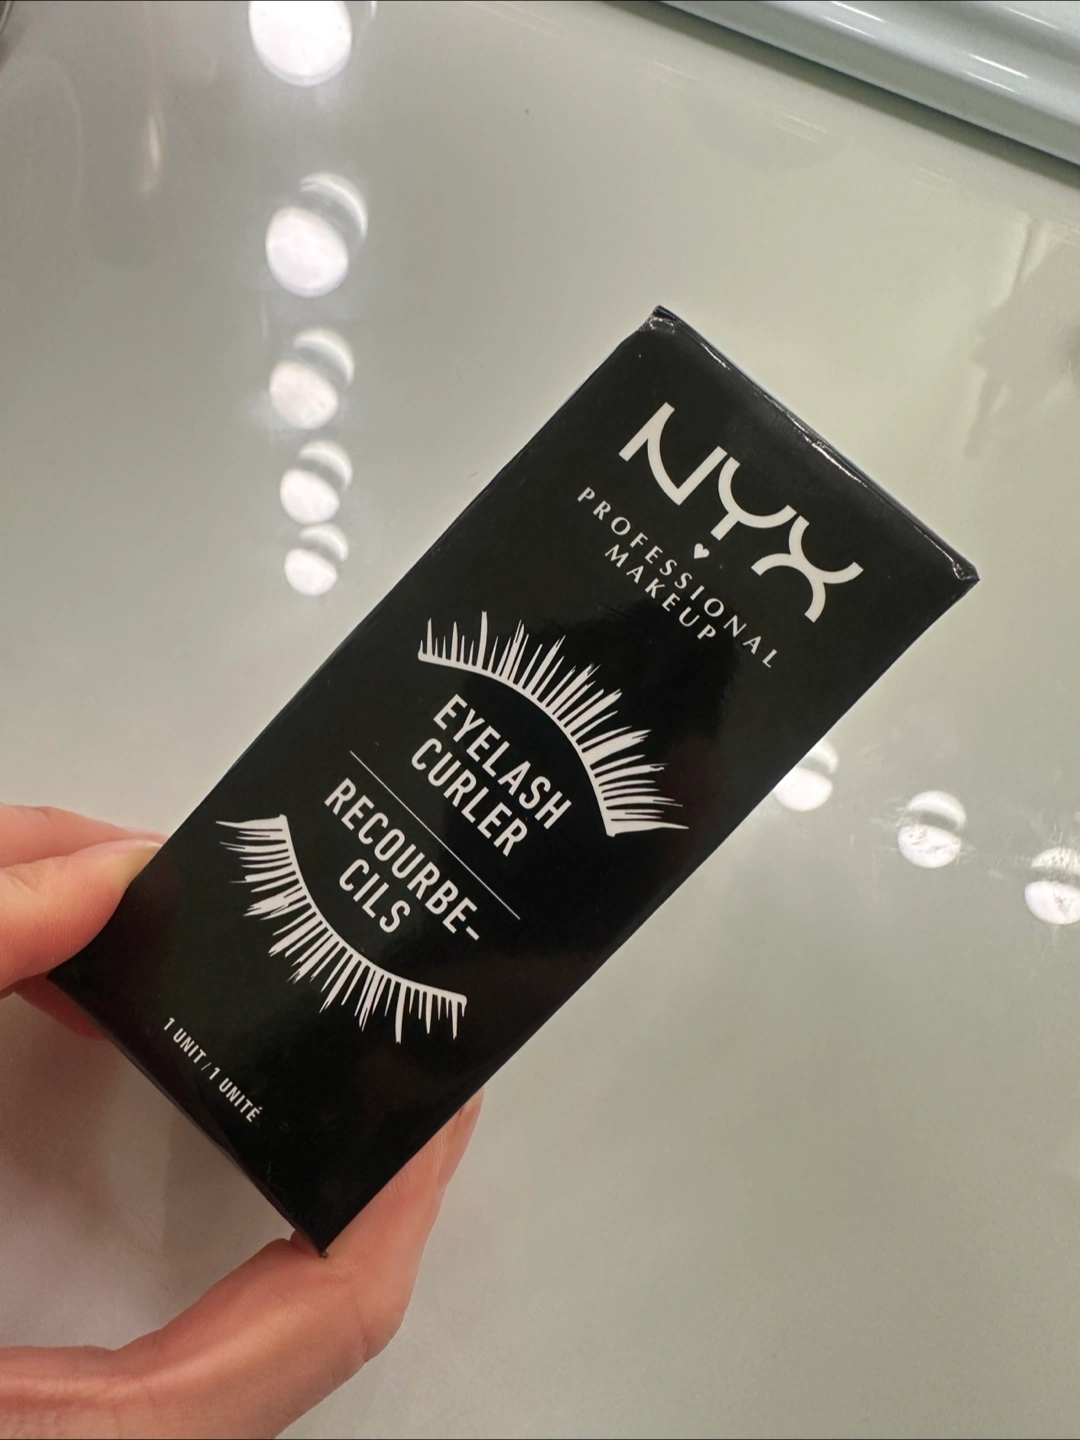 NYX
PROFESSIONAL
MAKEUP
EYELASH
CURLER
RECOURBE-
CILS
1 UNIT / 1 UNITÉ